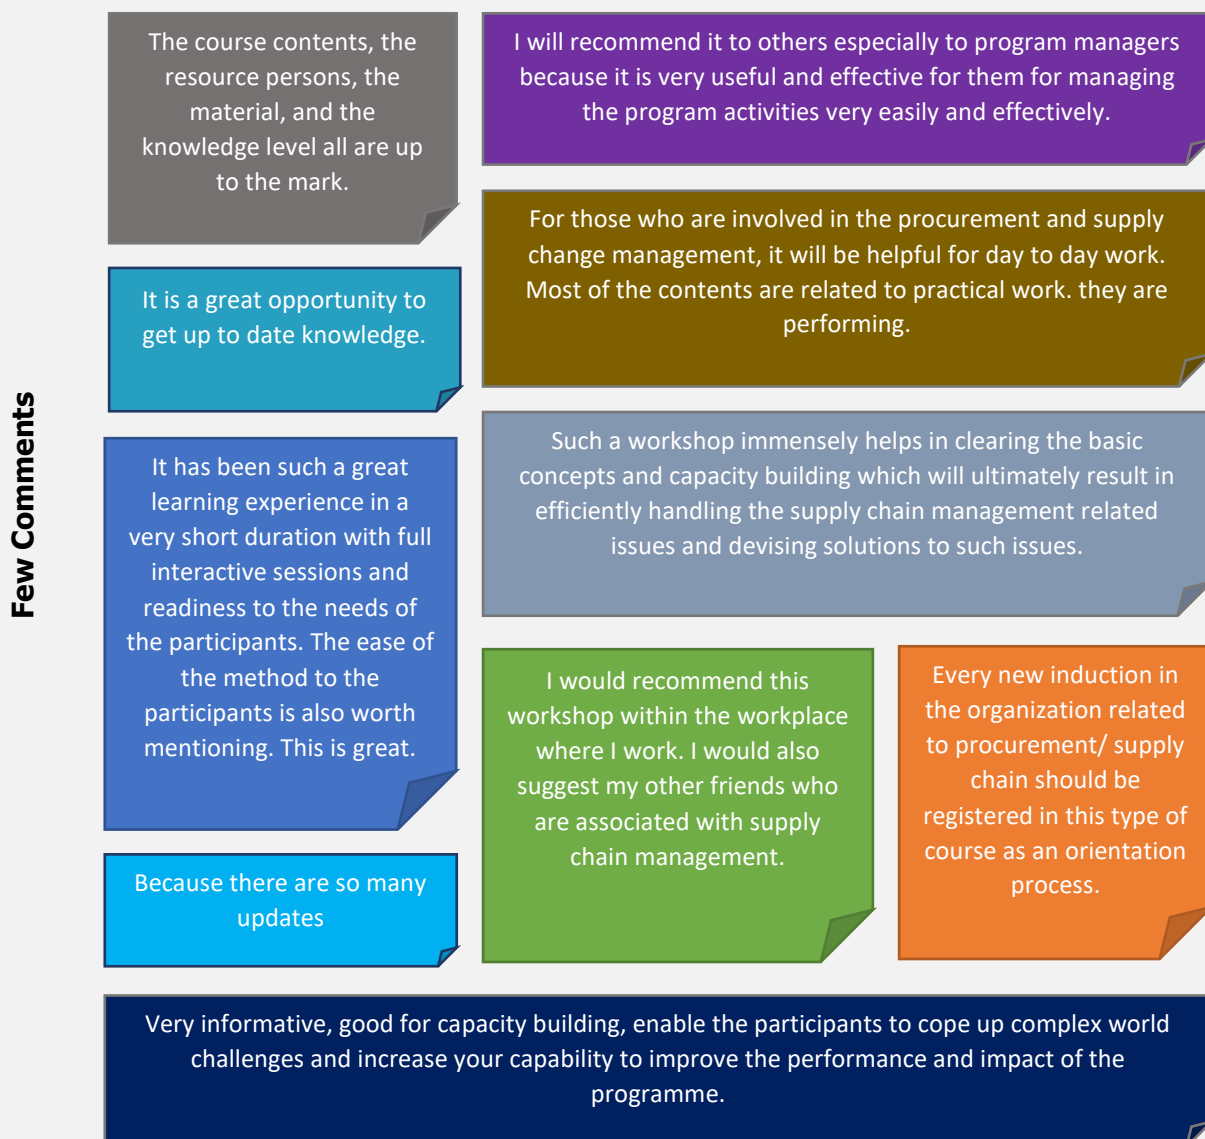 Few Comments
The course contents, the
resource persons, the
material, and the
knowledge level all are up
to the mark.
I will recommend it to others especially to program managers
because it is very useful and effective for them for managing
the program activities very easily and effectively.
For those who are involved in the procurement and supply
change management, it will be helpful for day to day work.
Most of the contents are related to practical work. they are
performing.
It is a great opportunity to
get up to date knowledge.
Such a workshop immensely helps in clearing the basic
concepts and capacity building which will ultimately result in
efficiently handling the supply chain management related
issues and devising solutions to such issues.
It has been such a great
learning experience in a
very short duration with full
interactive sessions and
readiness to the needs of
the participants. The ease of
the method to the
participants is also worth
mentioning. This is great.
I would recommend this
workshop within the workplace
where I work. I would also
suggest my other friends who
are associated with supply
chain management.
Every new induction in
the organization related
to procurement/ supply
chain should be
registered in this type of
course as an orientation
process.
Because there are so many
updates
Very informative, good for capacity building, enable the participants to cope up complex world
challenges and increase your capability to improve the performance and impact of the
programme.